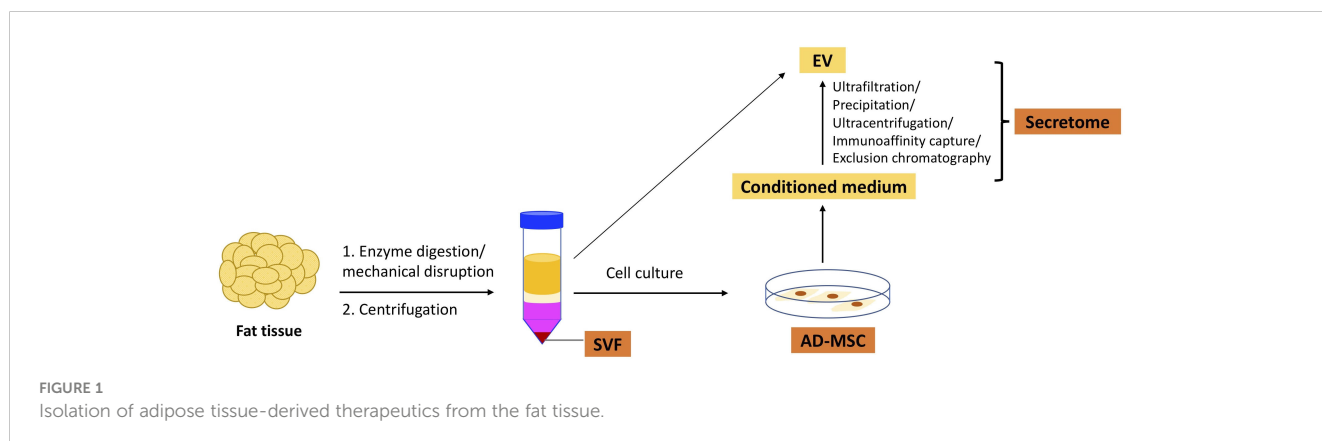 EV
Ultrafiltration/
Precipitation/
Ultracentrifugation/
Immunoaffinity capture/
Exclusion chromatography
Secretome
Conditioned medium
1. Enzyme digestion/
mechanical disruption
2. Centrifugation
Cell culture
Fat tissue
SVF
AD-MSC
FIGURE 1
Isolation of adipose tissue-derived therapeutics from the fat tissue.